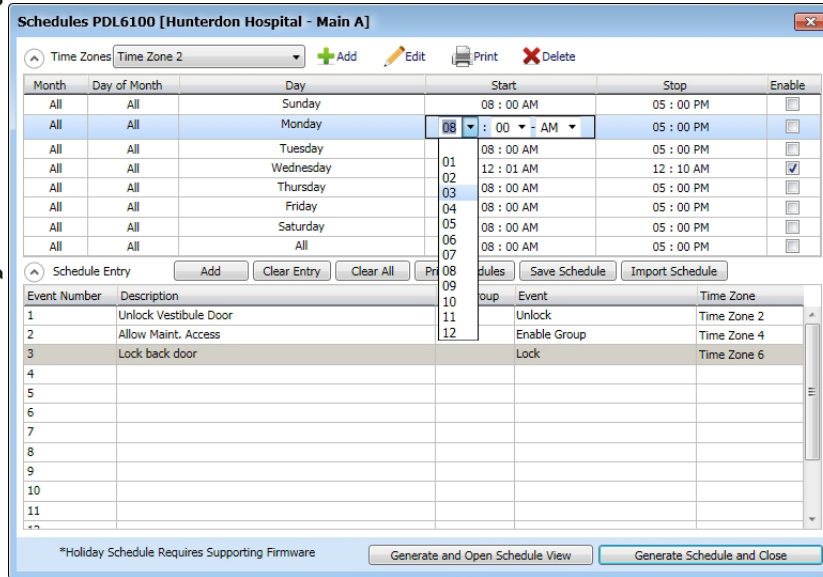 Schedules PDL6100 [Hunterdon Hospital - Main A]
Time Zones Time Zone 2 Add Edit Print Delete
Month Day of Month Day Start Stop Enable
All All Sunday 08 : 00 AM 05 : 00 PM
All All Monday 08 : 00 - AM 05 : 00 PM
All All Tuesday 08 : 00 AM 05 : 00 PM
All All Wednesday 12 : 01 AM 12 : 10 AM
All All Thursday 08 : 00 AM 05 : 00 PM
All All Friday 08 : 00 AM 05 : 00 PM
All All Saturday 08 : 00 AM 05 : 00 PM
All All All 08 : 00 AM 05 : 00 PM
01
02
03
04
05
06
07
08
09
10
11
12
Schedule Entry Add Clear Entry Clear All Save Schedule Import Schedule
Event Number Description Event Time Zone
1 Unlock Vestibule Door Unlock Time Zone 2
2 Allow Maint. Access Enable Group Time Zone 4
3 Lock back door Lock Time Zone 6
4
5
6
7
8
9
10
11
*Holiday Schedule Requires Supporting Firmware Generate and Open Schedule View Generate Schedule and Close